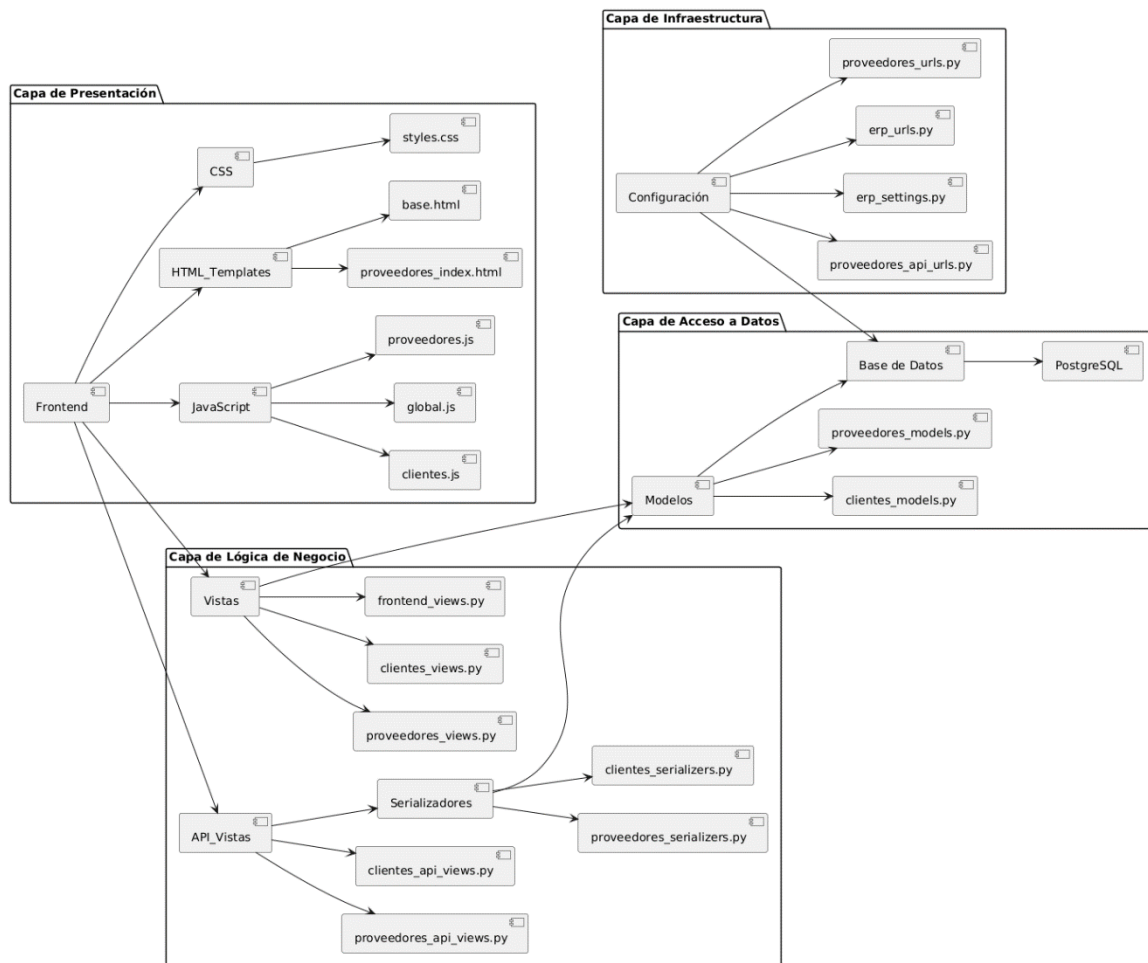 Capa de Infraestructura
proveedores_urls.py
erp_urls.py
Configuración
erp_settings.py
proveedores_api_urls.py
Capa de Presentación
styles.css
CSS
base.html
HTML_Templates
proveedores_index.html
proveedores.js
Frontend
JavaScript
global.js
clientes.js
Capa de Acceso a Datos
Base de Datos
PostgreSQL
proveedores_models.py
Modelos
clientes_models.py
Capa de Lógica de Negocio
Vistas
frontend_views.py
clientes_views.py
proveedores_views.py
clientes_serializers.py
Serializadores
proveedores_serializers.py
API_Vistas
clientes_api_views.py
proveedores_api_views.py